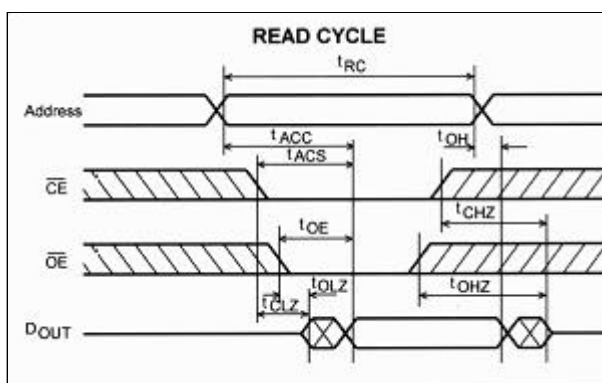 READ CYCLE
tRC
Address
tACC
tOH
tACS
CE
tCHZ
tOE
OE
tOLZ
tCLZ
tOHZ
DOUT